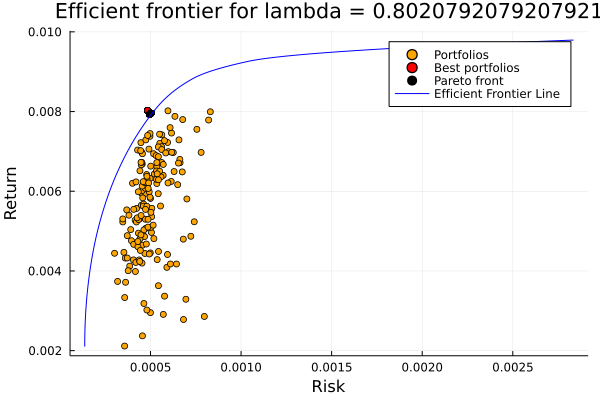 Efficient frontier for lambda = 0.8020792079207921
0.010
0.008
0.006
0.004
0.002
Return
Portfolios
Best portfolios
Pareto front
Efficient Frontier Line
0.0005
0.0010
0.0015
0.0020
0.0025
Risk